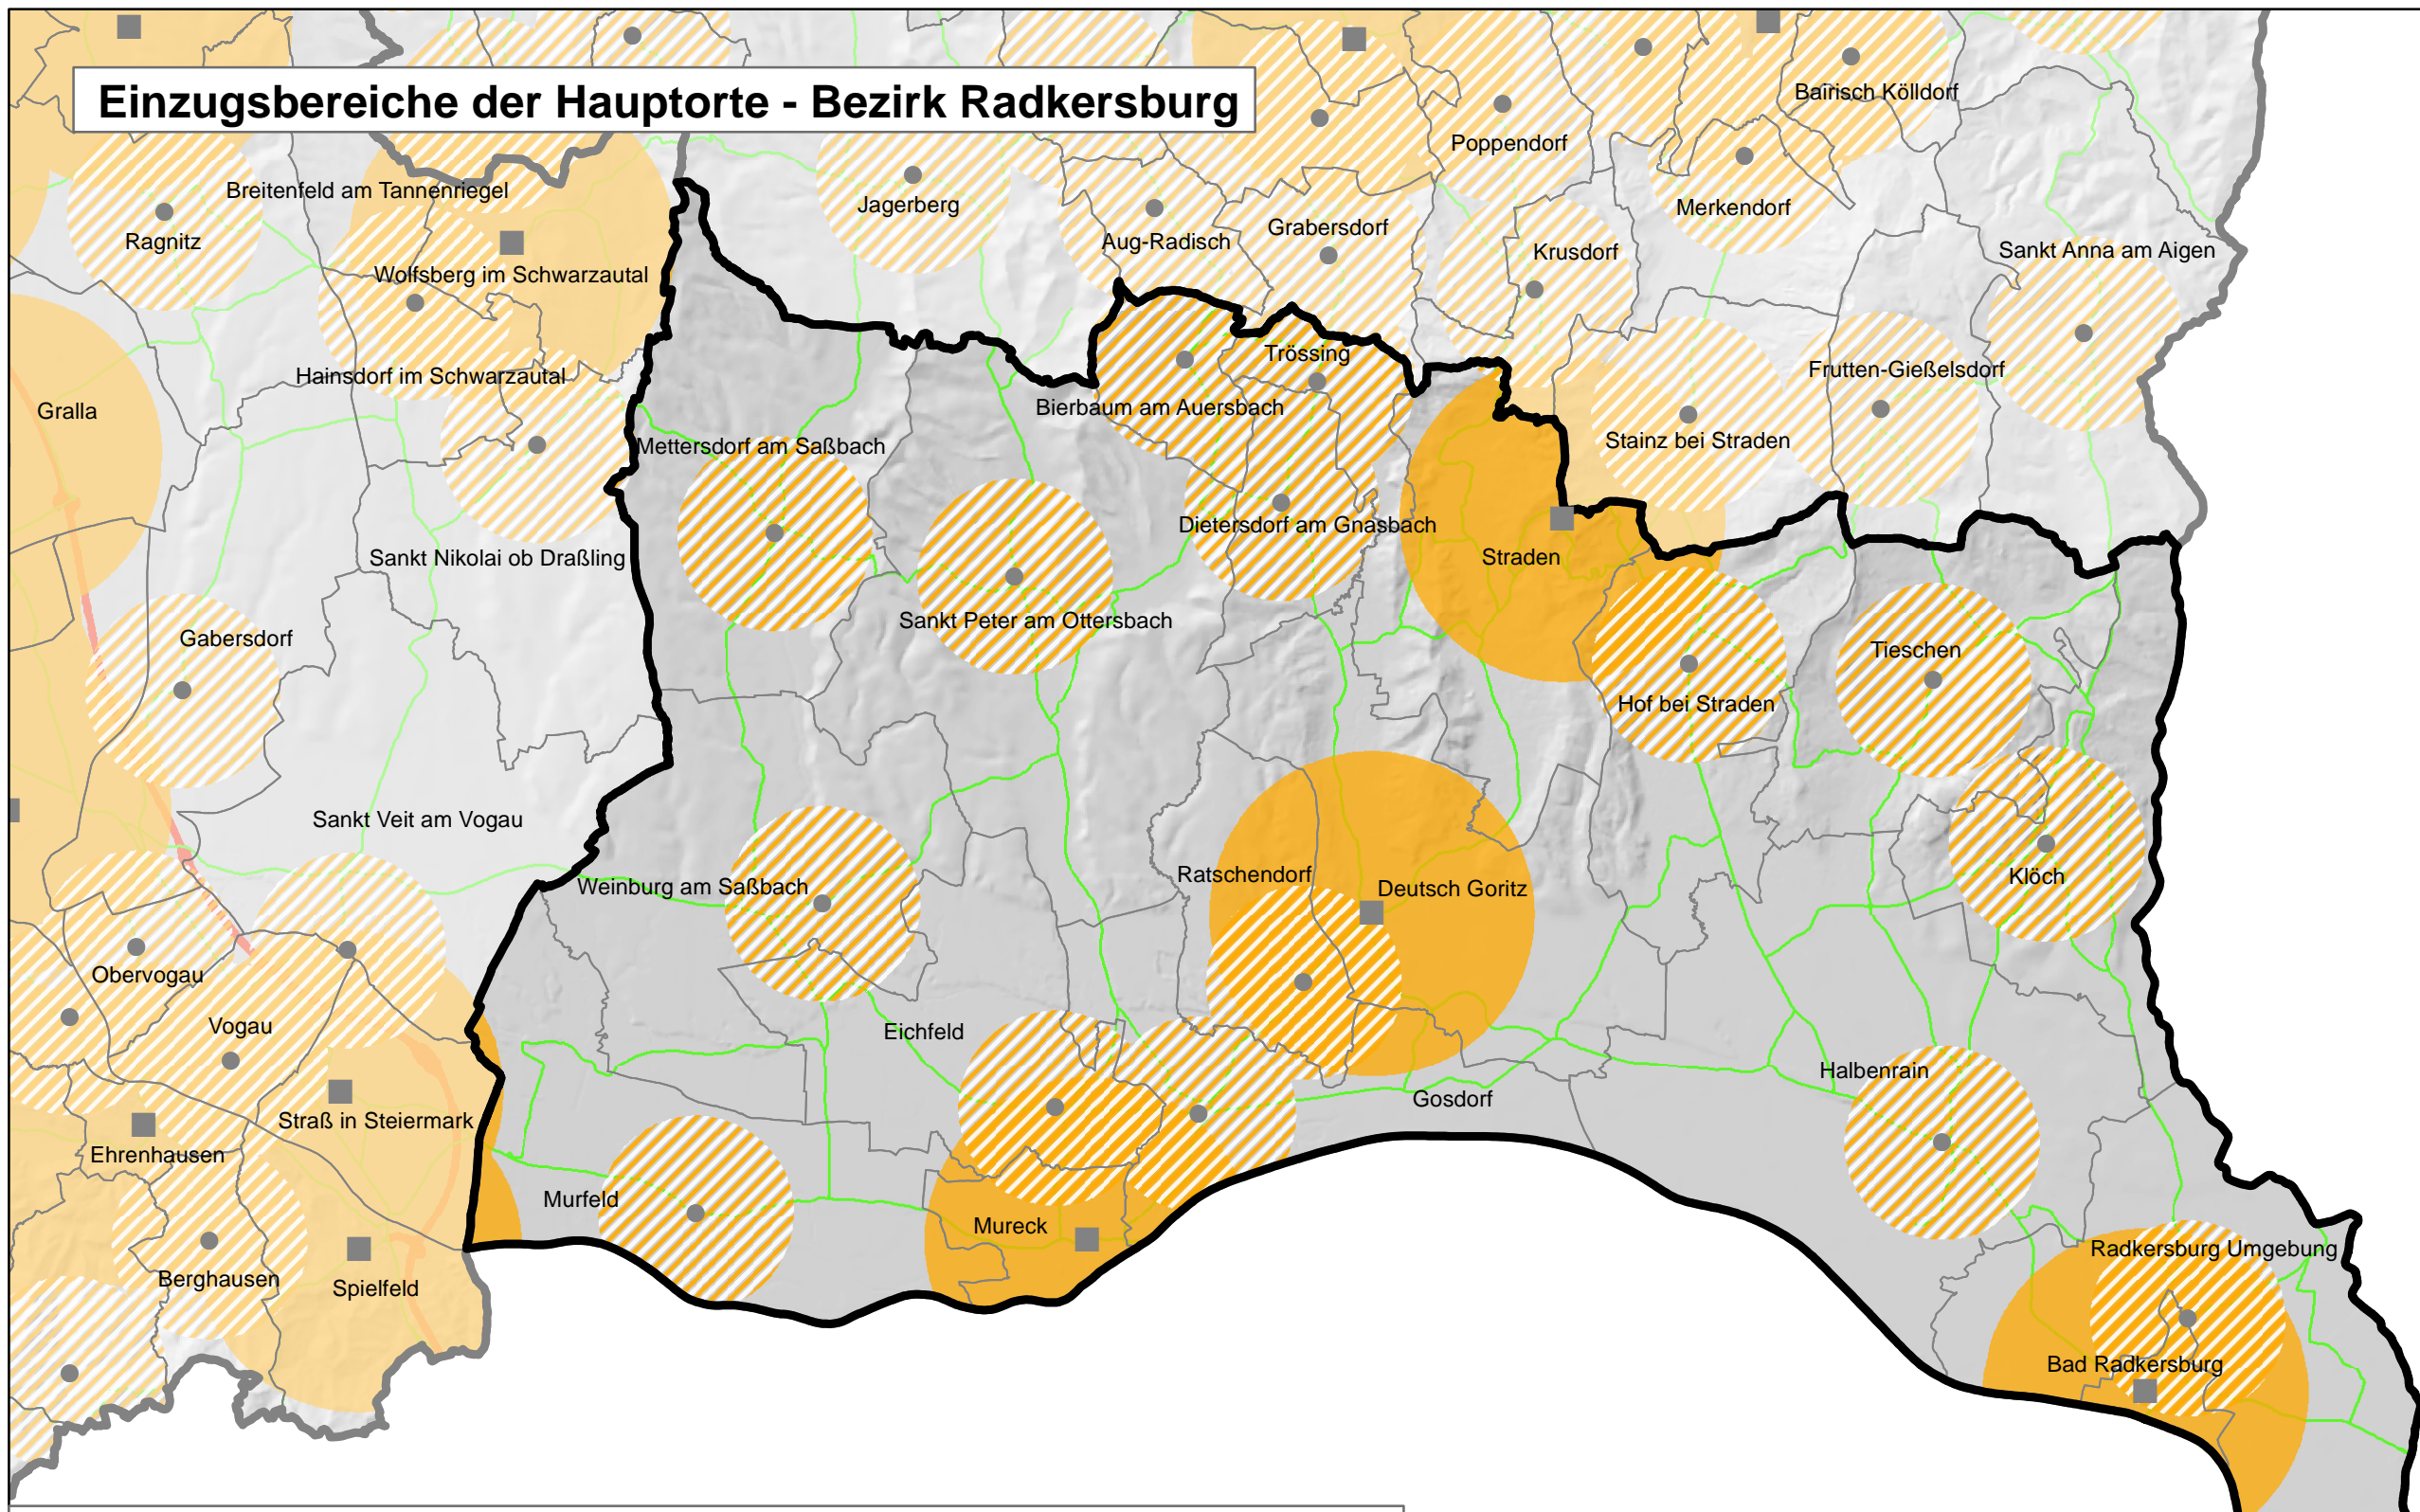 Einzugsbereiche der Hauptorte - Bezirk Radkersburg
Bairisch Kölldorf
Poppendorf
Breitenfeld am Tannenriegel
Jagerberg
Merkendorf
Ragnitz
Aug-Radisch
Grabersdorf
Krusdorf
Sankt Anna am Aigen
Wolfsberg im Schwarzautal
Trössing
Hainsdorf im Schwarzautal
Frutten-Gießelsdorf
Gralla
Bierbaum am Auersbach
Mettersdorf am Saßbach
Stainz bei Straden
Dietersdorf am Gnasbach
Sankt Nikolai ob Draßling
Straden
Sankt Peter am Ottersbach
Gabersdorf
Tieschen
Hof bei Straden
Sankt Veit am Vogau
Ratschendorf
Weinburg am Saßbach
Deutsch Goritz
Klöch
Obervogau
Vogau
Eichfeld
Halbenrain
Gosdorf
Straß in Steiermark
Ehrenhausen
Murfeld
Mureck
Radkersburg Umgebung
Berghausen
Spielfeld
Bad Radkersburg